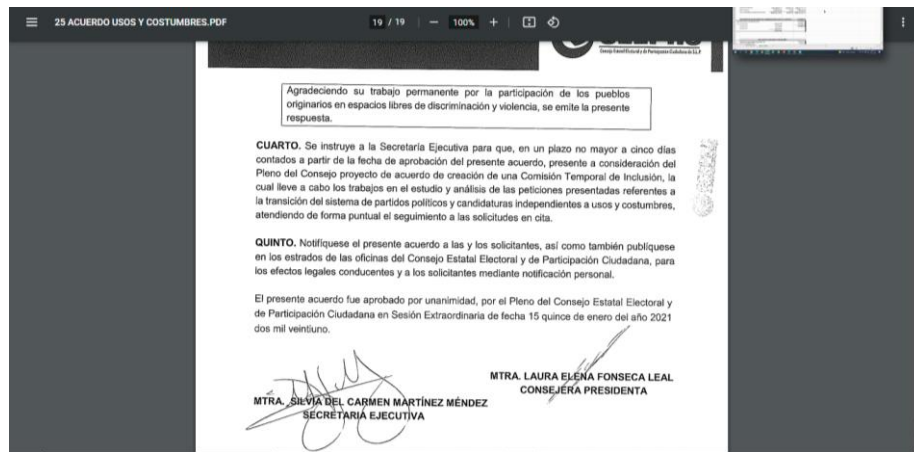 25 ACUERDO USOS Y COSTUMBRES.PDF
19 / 19
100%
Consejo Estatal Electoral y de Participación Ciudadana de S.L.P.
Agradeciendo su trabajo permanente por la participación de los pueblos
originarios en espacios libres de discriminación y violencia, se emite la presente
respuesta.
CUARTO. Se instruye a la Secretaría Ejecutiva para que, en un plazo no mayor a cinco días
contados a partir de la fecha de aprobación del presente acuerdo, presente a consideración del
Pleno del Consejo proyecto de acuerdo de creación de una Comisión Temporal de Inclusión, la
cual lleve a cabo los trabajos en el estudio y análisis de las peticiones presentadas referentes a
la transición del sistema de partidos políticos y candidaturas independientes a usos y costumbres,
atendiendo de forma puntual el seguimiento a las solicitudes en cita.
QUINTO. Notifíquese el presente acuerdo a las y los solicitantes, así como también publíquese
en los estrados de las oficinas del Consejo Estatal Electoral y de Participación Ciudadana, para
los efectos legales conducentes y a los solicitantes mediante notificación personal.
El presente acuerdo fue aprobado por unanimidad, por el Pleno del Consejo Estatal Electoral y
de Participación Ciudadana en Sesión Extraordinaria de fecha 15 quince de enero del año 2021
dos mil veintiuno.
MTRA. LAURA ELENA FONSECA LEAL
CONSEJERA PRESIDENTA
MTRA. SILVIA DEL CARMEN MARTÍNEZ MÉNDEZ
SECRETARIA EJECUTIVA